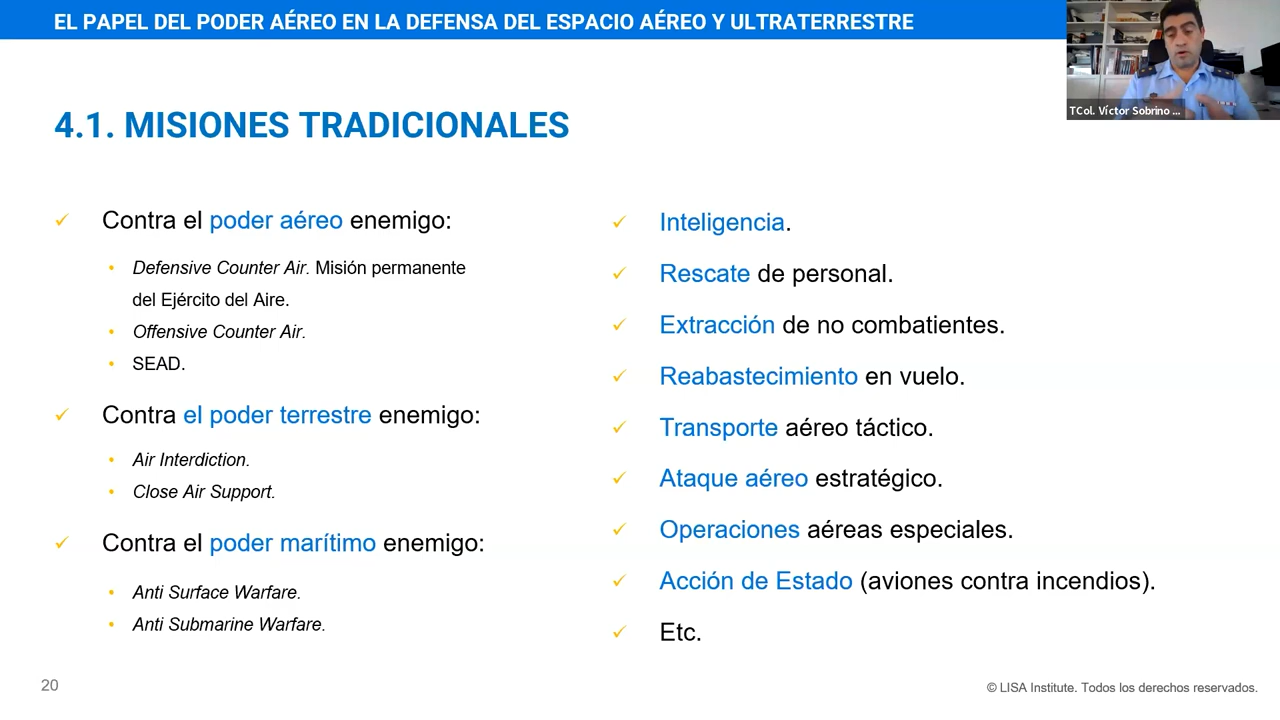 EL PAPEL DEL PODER AÉREO EN LA DEFENSA DEL ESPACIO AÉREO Y ULTRATERRESTRE
TCol. Víctor Sobrino ...
4.1. MISIONES TRADICIONALES
Contra el poder aéreo enemigo:
Defensive Counter Air. Misión permanente
del Ejército del Aire.
Offensive Counter Air.
SEAD.
Contra el poder terrestre enemigo:
Air Interdiction.
Close Air Support.
Contra el poder marítimo enemigo:
Anti Surface Warfare.
Anti Submarine Warfare.
Inteligencia.
Rescate de personal.
Extracción de no combatientes.
Reabastecimiento en vuelo.
Transporte aéreo táctico.
Ataque aéreo estratégico.
Operaciones aéreas especiales.
Acción de Estado (aviones contra incendios).
Etc.
20
© LISA Institute. Todos los derechos reservados.